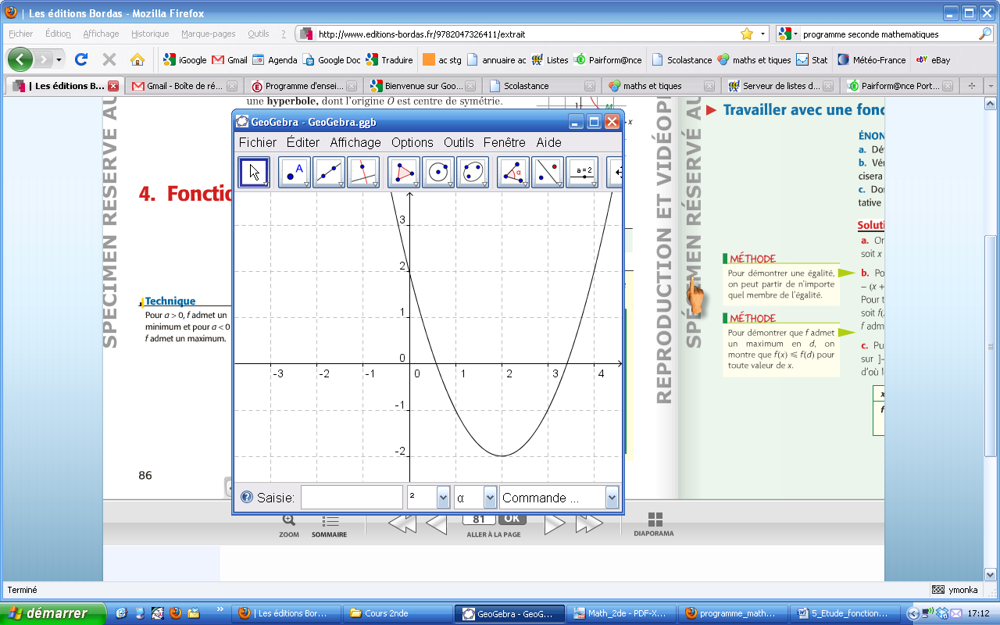 | Les éditions Bordas - Mozilla Firefox
Fichier Édition Affichage Historique Marque-pages Outils ?
http://www.editions-bordas.fr/9782047326411/extrait
programme seconde mathematiques
iGoogle Gmail Agenda Google Doc Traduire ac stg annuaire ac Listes Pairform@nce Scolastance maths et tiques Stat Météo-France eBay
| Les éditions B... Gmail - Boîte de ré... Programme d'ensei... Bienvenue sur Goo... Scolastance maths et tiques Serveur de listes d... Pairform@nce Port...
une hyperbole, dont l'origine O est centre de symétrie.
SPECIMEN RESERVE AU
4. Fonctio
Technique
Pour a > 0, f admet un
minimum et pour a < 0
f admet un maximum.
86
GeoGebra - GeoGebra.ggb
Fichier Éditer Affichage Options Outils Fenêtre Aide
A
α
a = 2
3
2
1
0
-3 -2 -1 0 1 2 3 4
-1
-2
Saisie: ² α Commande ...
1
M
x
REPRODUCTION ET VIDÉOP
SPÉCIMEN RÉSERVÉ AU
Travailler avec une fonc
ÉNON
a. Dé
b. Vér
cisera
c. Dor
tative
Soluti
a. Or
soit x
MÉTHODE
Pour démontrer une égalité,
on peut partir de n'importe
quel membre de l'égalité.
b. Po
– (x +
Pour t
soit f(
f adm
MÉTHODE
Pour démontrer que f admet
un maximum en d, on
montre que f(x) ⩽ f(d) pour
toute valeur de x.
c. Pu
sur ]–
d'où l
x
f
ZOOM
SOMMAIRE
81 OK
ALLER À LA PAGE
DIAPORAMA
Terminé
ymonka
démarrer
| Les éditions Bor...
Cours 2nde
GeoGebra - GeoG...
Math_2de - PDF-X...
programme_math...
5_Etude_fonction...
17:12